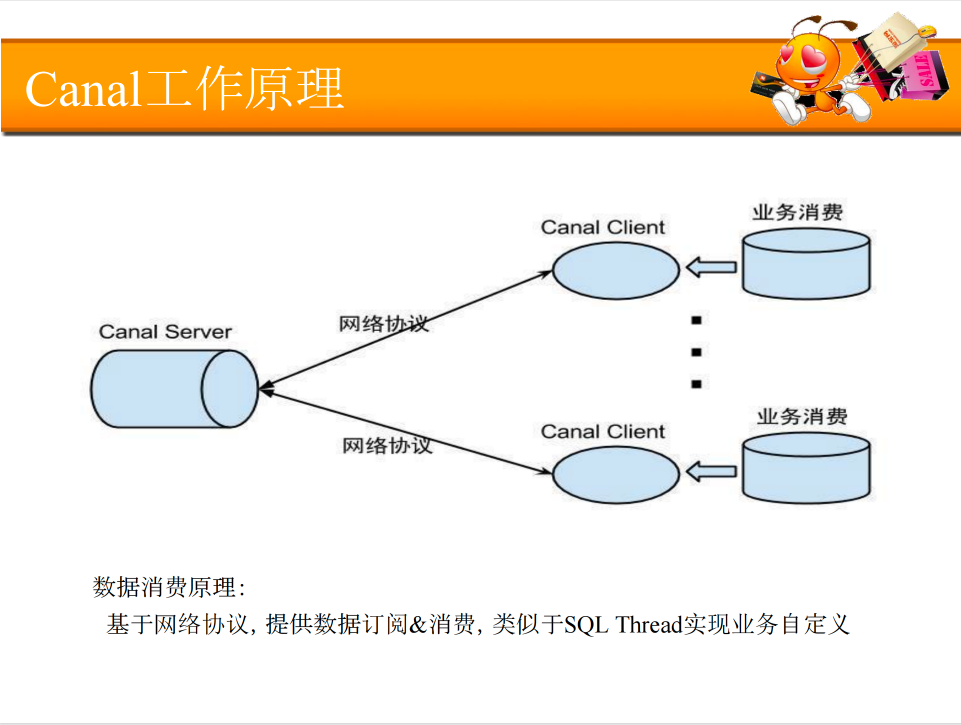 Canal工作原理
SALE
业务消费
Canal Client
网络协议
Canal Server
业务消费
Canal Client
网络协议
数据消费原理:
基于网络协议, 提供数据订阅&消费, 类似于SQL Thread实现业务自定义